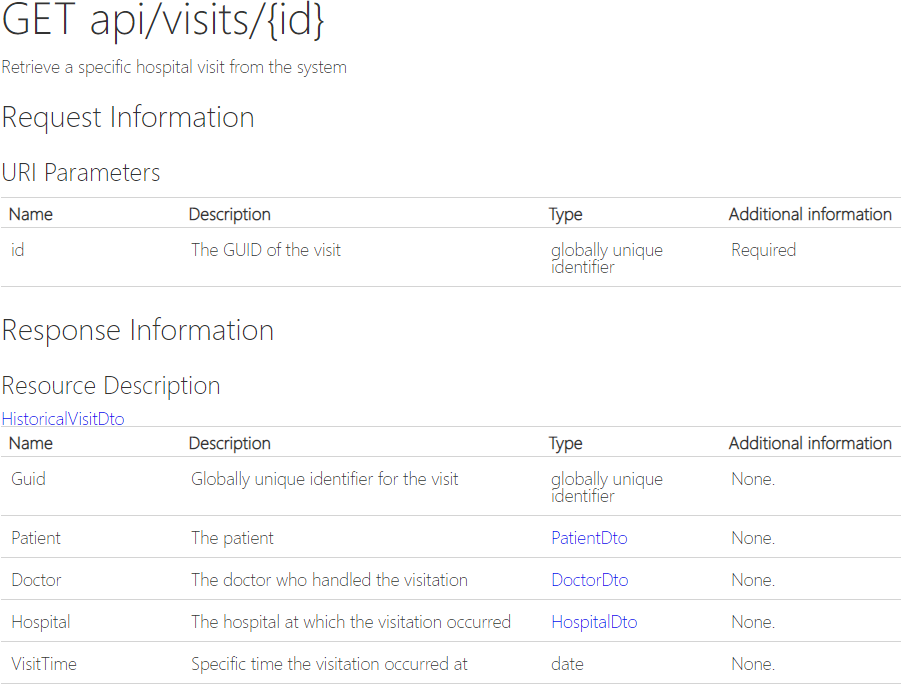 GET api/visits/{id}
Retrieve a specific hospital visit from the system
Request Information
URI Parameters
Name Description Type Additional information
id The GUID of the visit globally unique identifier Required
Response Information
Resource Description
HistoricalVisitDto
Name Description Type Additional information
Guid Globally unique identifier for the visit globally unique identifier None.
Patient The patient PatientDto None.
Doctor The doctor who handled the visitation DoctorDto None.
Hospital The hospital at which the visitation occurred HospitalDto None.
VisitTime Specific time the visitation occurred at date None.